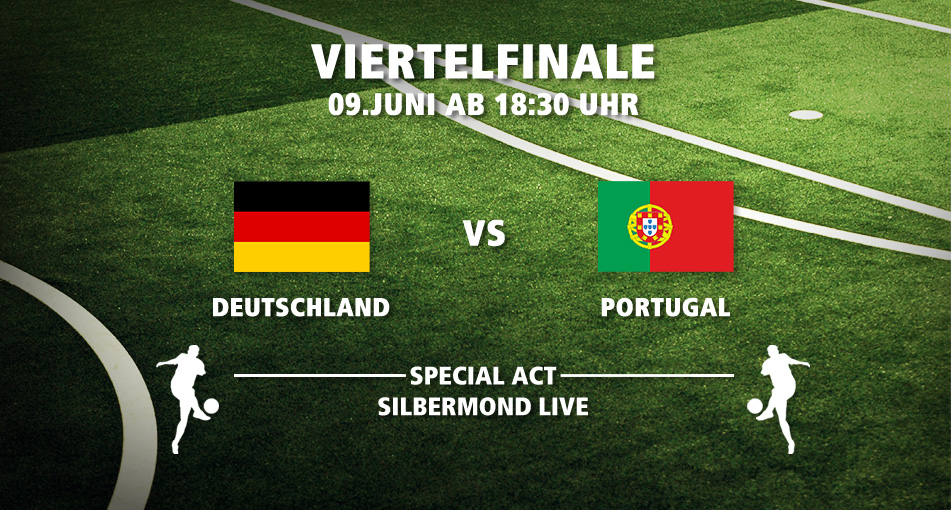 VIERTELFINALE
09.JUNI AB 18:30 UHR
VS
DEUTSCHLAND
PORTUGAL
SPECIAL ACT
SILBERMOND LIVE